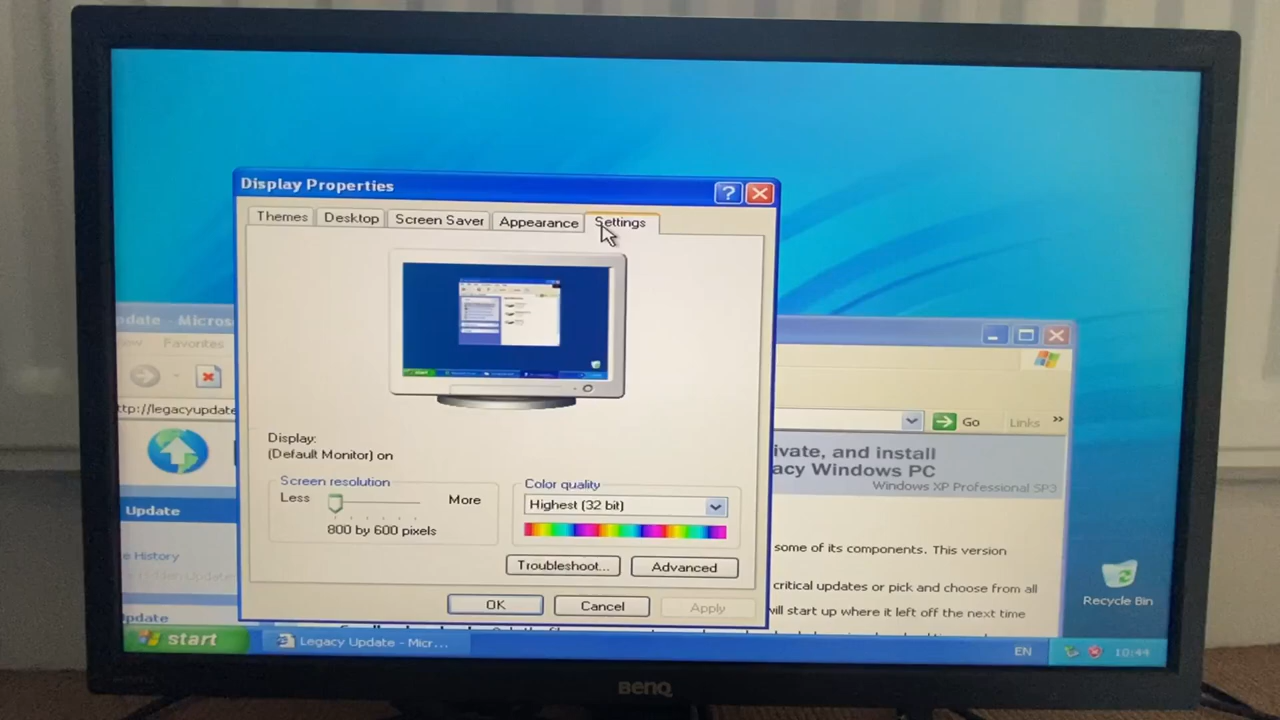 Display Properties
Themes
Desktop
Screen Saver
Appearance
Settings
pdate - Micros
Favorites
ttp://legacyupdate
Go
Links
ivate, and install
acy Windows PC
Windows XP Professional SP3
Display:
(Default Monitor) on
Screen resolution
Less
More
800 by 600 pixels
Color quality
Highest (32 bit)
Troubleshoot...
Advanced
OK
Cancel
Apply
Update
e History
some of its components. This version
critical updates or pick and choose from all
will start up where it left off the next time
pdate
Recycle Bin
start
Legacy Update - Micr...
EN
10:44
BenQ